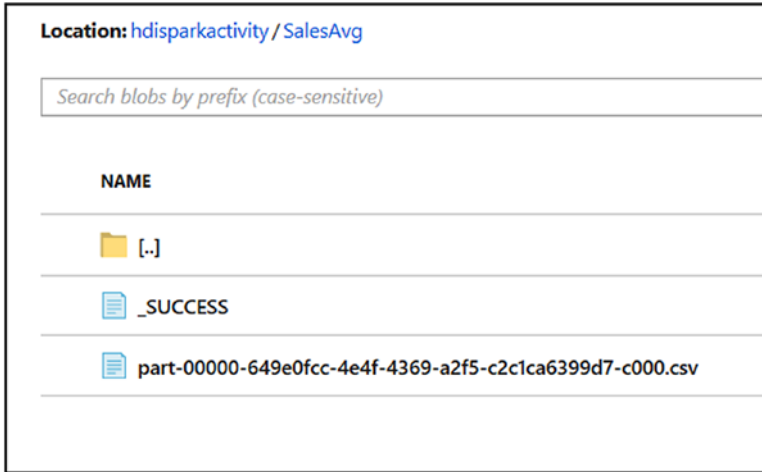 Location: hdisparkactivity / SalesAvg
Search blobs by prefix (case-sensitive)
NAME
[..]
_SUCCESS
part-00000-649e0fcc-4e4f-4369-a2f5-c2c1ca6399d7-c000.csv